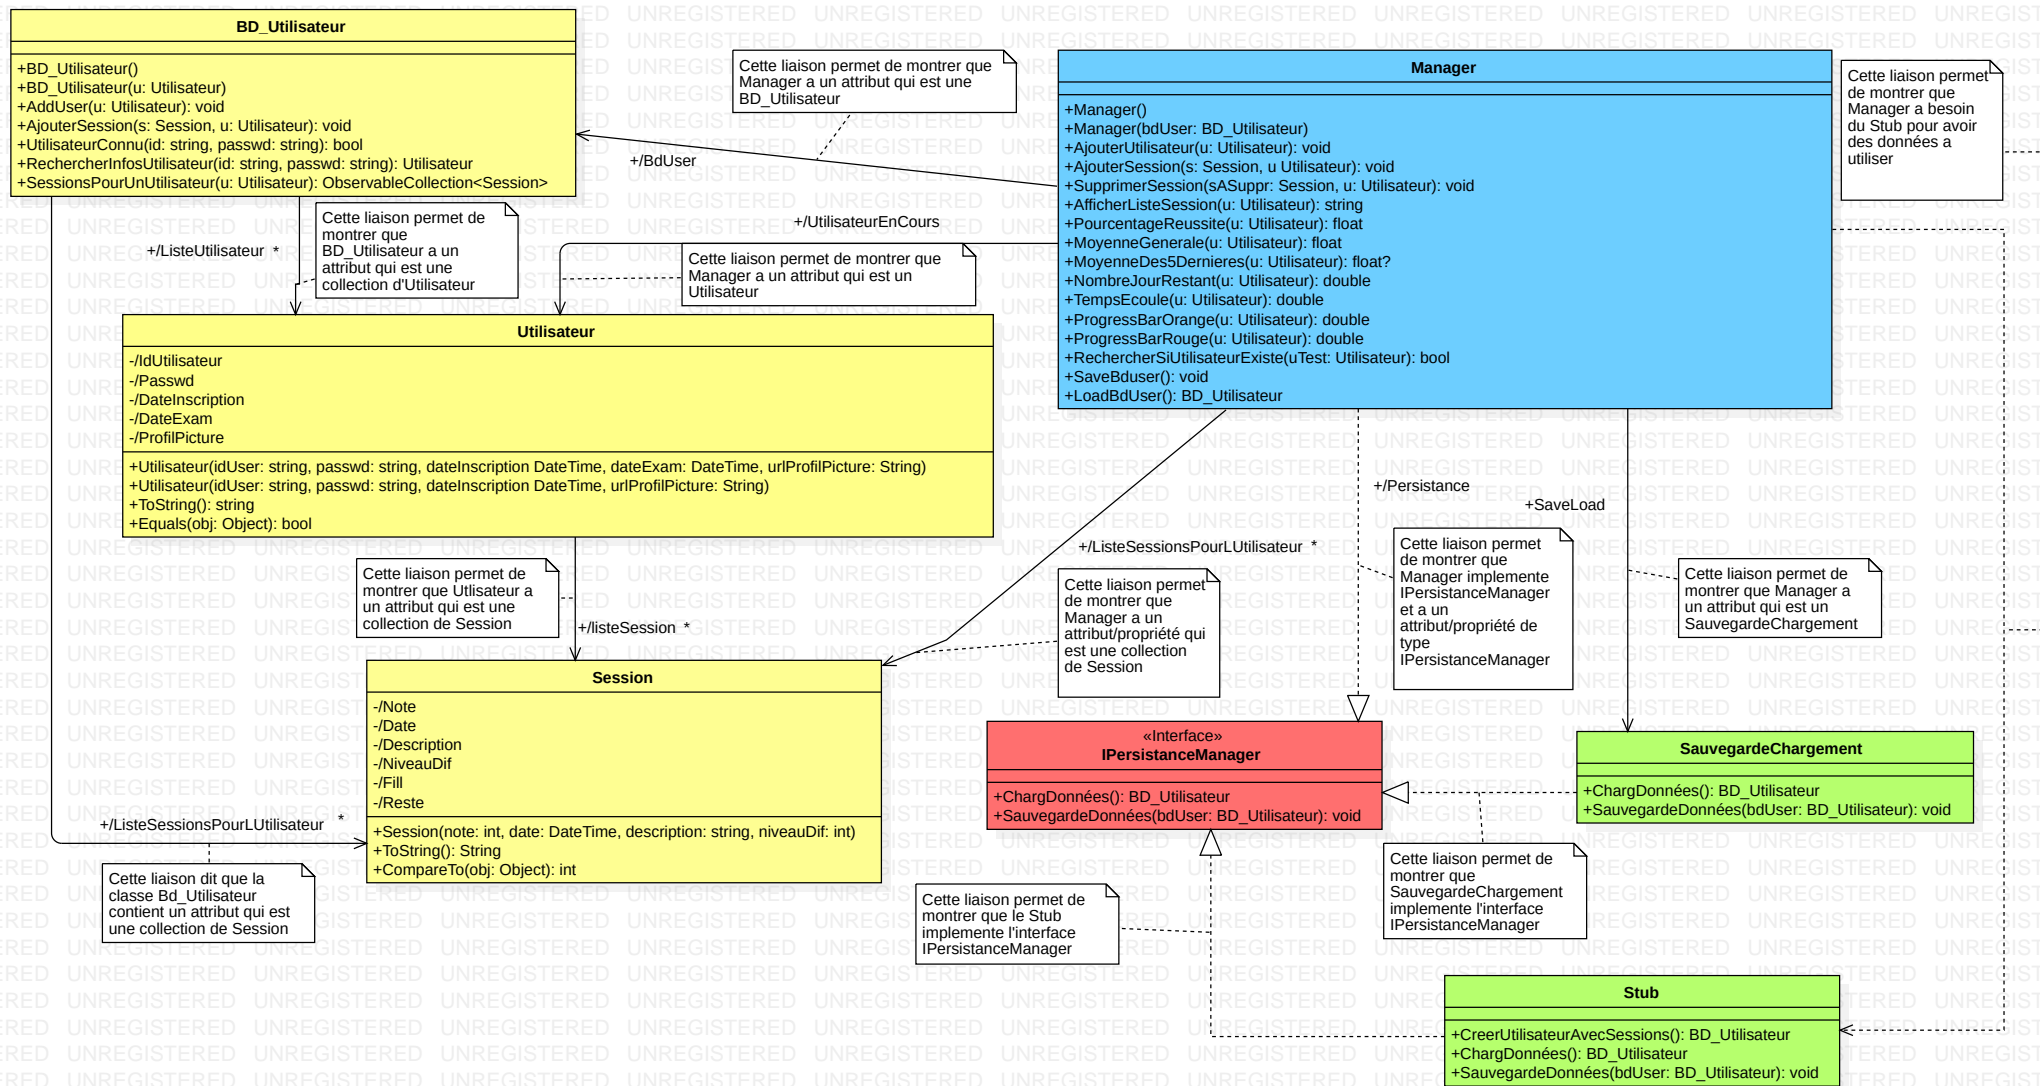 BD_Utilisateur
+BD_Utilisateur()
+BD_Utilisateur(u: Utilisateur)
+AddUser(u: Utilisateur): void
+AjouterSession(s: Session, u: Utilisateur): void
+UtilisateurConnu(id: string, passwd: string): bool
+RechercherInfosUtilisateur(id: string, passwd: string): Utilisateur
+SessionsPourUnUtilisateur(u: Utilisateur): ObservableCollection<Session>
Cette liaison permet de montrer que
Manager a un attribut qui est une
BD_Utilisateur
+/BdUser
Manager
+Manager()
+Manager(bdUser: BD_Utilisateur)
+AjouterUtilisateur(u: Utilisateur): void
+AjouterSession(s: Session, u Utilisateur): void
+SupprimerSession(sASuppr: Session, u: Utilisateur): void
+AfficherListeSession(u: Utilisateur): string
+PourcentageReussite(u: Utilisateur): float
+MoyenneGenerale(u: Utilisateur): float
+MoyenneDes5Dernieres(u: Utilisateur): float?
+NombreJourRestant(u: Utilisateur): double
+TempsEcoule(u: Utilisateur): double
+ProgressBarOrange(u: Utilisateur): double
+ProgressBarRouge(u: Utilisateur): double
+RechercherSiUtilisateurExiste(uTest: Utilisateur): bool
+SaveBduser(): void
+LoadBdUser(): BD_Utilisateur
Cette liaison permet
de montrer que
Manager a besoin
du Stub pour avoir
des données a
utiliser
+/ListeUtilisateur *
Cette liaison permet de
montrer que
BD_Utilisateur a un
attribut qui est une
collection d'Utilisateur
+/UtilisateurEnCours
Cette liaison permet de montrer que
Manager a un attribut qui est un
Utilisateur
Utilisateur
-/IdUtilisateur
-/Passwd
-/DateInscription
-/DateExam
-/ProfilPicture
+Utilisateur(idUser: string, passwd: string, dateInscription DateTime, dateExam: DateTime, urlProfilPicture: String)
+Utilisateur(idUser: string, passwd: string, dateInscription DateTime, urlProfilPicture: String)
+ToString(): string
+Equals(obj: Object): bool
Cette liaison permet de
montrer que Utlisateur a
un attribut qui est une
collection de Session
+/listeSession *
+/ListeSessionsPourLUtilisateur *
Cette liaison permet
de montrer que
Manager a un
attribut/propriété qui
est une collection
de Session
+/Persistance
Cette liaison permet
de montrer que
Manager implemente
IPersistanceManager
et a un
attribut/propriété de
type
IPersistanceManager
+SaveLoad
Cette liaison permet de
montrer que Manager a
un attribut qui est un
SauvegardeChargement
Session
-/Note
-/Date
-/Description
-/NiveauDif
-/Fill
-/Reste
+Session(note: int, date: DateTime, description: string, niveauDif: int)
+ToString(): String
+CompareTo(obj: Object): int
+/ListeSessionsPourLUtilisateur *
Cette liaison dit que la
classe Bd_Utilisateur
contient un attribut qui est
une collection de Session
«Interface»
IPersistanceManager
+ChargDonnées(): BD_Utilisateur
+SauvegardeDonnées(bdUser: BD_Utilisateur): void
SauvegardeChargement
+ChargDonnées(): BD_Utilisateur
+SauvegardeDonnées(bdUser: BD_Utilisateur): void
Cette liaison permet de
montrer que le Stub
implemente l'interface
IPersistanceManager
Cette liaison permet de
montrer que
SauvegardeChargement
implemente l'interface
IPersistanceManager
Stub
+CreerUtilisateurAvecSessions(): BD_Utilisateur
+ChargDonnées(): BD_Utilisateur
+SauvegardeDonnées(bdUser: BD_Utilisateur): void
UNREGISTERED